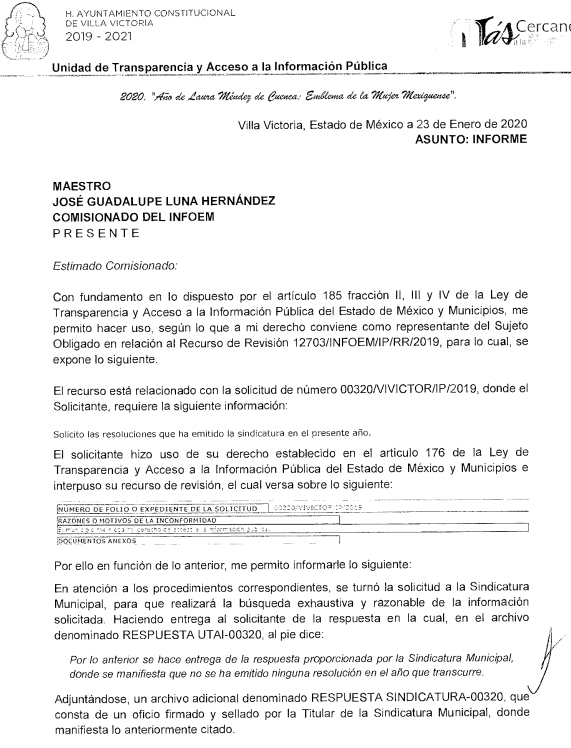 H. AYUNTAMIENTO CONSTITUCIONAL
DE VILLA VICTORIA
2019 - 2021
Más Cercano
a la
Unidad de Transparencia y Acceso a la Información Pública
2020. "Año de Laura Méndez de Cuenca; Emblema de la Mujer Mexiquense".
Villa Victoria, Estado de México a 23 de Enero de 2020
ASUNTO: INFORME
MAESTRO
JOSÉ GUADALUPE LUNA HERNÁNDEZ
COMISIONADO DEL INFOEM
P R E S E N T E
Estimado Comisionado:
Con fundamento en lo dispuesto por el artículo 185 fracción II, III y IV de la Ley de
Transparencia y Acceso a la Información Pública del Estado de México y Municipios, me
permito hacer uso, según lo que a mi derecho conviene como representante del Sujeto
Obligado en relación al Recurso de Revisión 12703/INFOEM/IP/RR/2019, para lo cual, se
expone lo siguiente.
El recurso está relacionado con la solicitud de número 00320/VIVICTOR/IP/2019, donde el
Solicitante, requiere la siguiente información:
Solicito las resoluciones que ha emitido la sindicatura en el presente año.
El solicitante hizo uso de su derecho establecido en el articulo 176 de la Ley de
Transparencia y Acceso a la Información Pública del Estado de México y Municipios e
interpuso su recurso de revisión, el cual versa sobre lo siguiente:
NÚMERO DE FOLIO O EXPEDIENTE DE LA SOLICITUD 00320/VIVICTOR/IP/2019
RAZONES O MOTIVOS DE LA INCONFORMIDAD
El municipio me niega mi derecho de acceso a la información pública.
DOCUMENTOS ANEXOS
Por ello en función de lo anterior, me permito informarle lo siguiente:
En atención a los procedimientos correspondientes, se turnó la solicitud a la Sindicatura
Municipal, para que realizará la búsqueda exhaustiva y razonable de la información
solicitada. Haciendo entrega al solicitante de la respuesta en la cual, en el archivo
denominado RESPUESTA UTAI-00320, al pie dice:
Por lo anterior se hace entrega de la respuesta proporcionada por la Sindicatura Municipal,
donde se manifiesta que no se ha emitido ninguna resolución en el año que transcurre.
Adjuntándose, un archivo adicional denominado RESPUESTA SINDICATURA-00320, que
consta de un oficio firmado y sellado por la Titular de la Sindicatura Municipal, donde
manifiesta lo anteriormente citado.